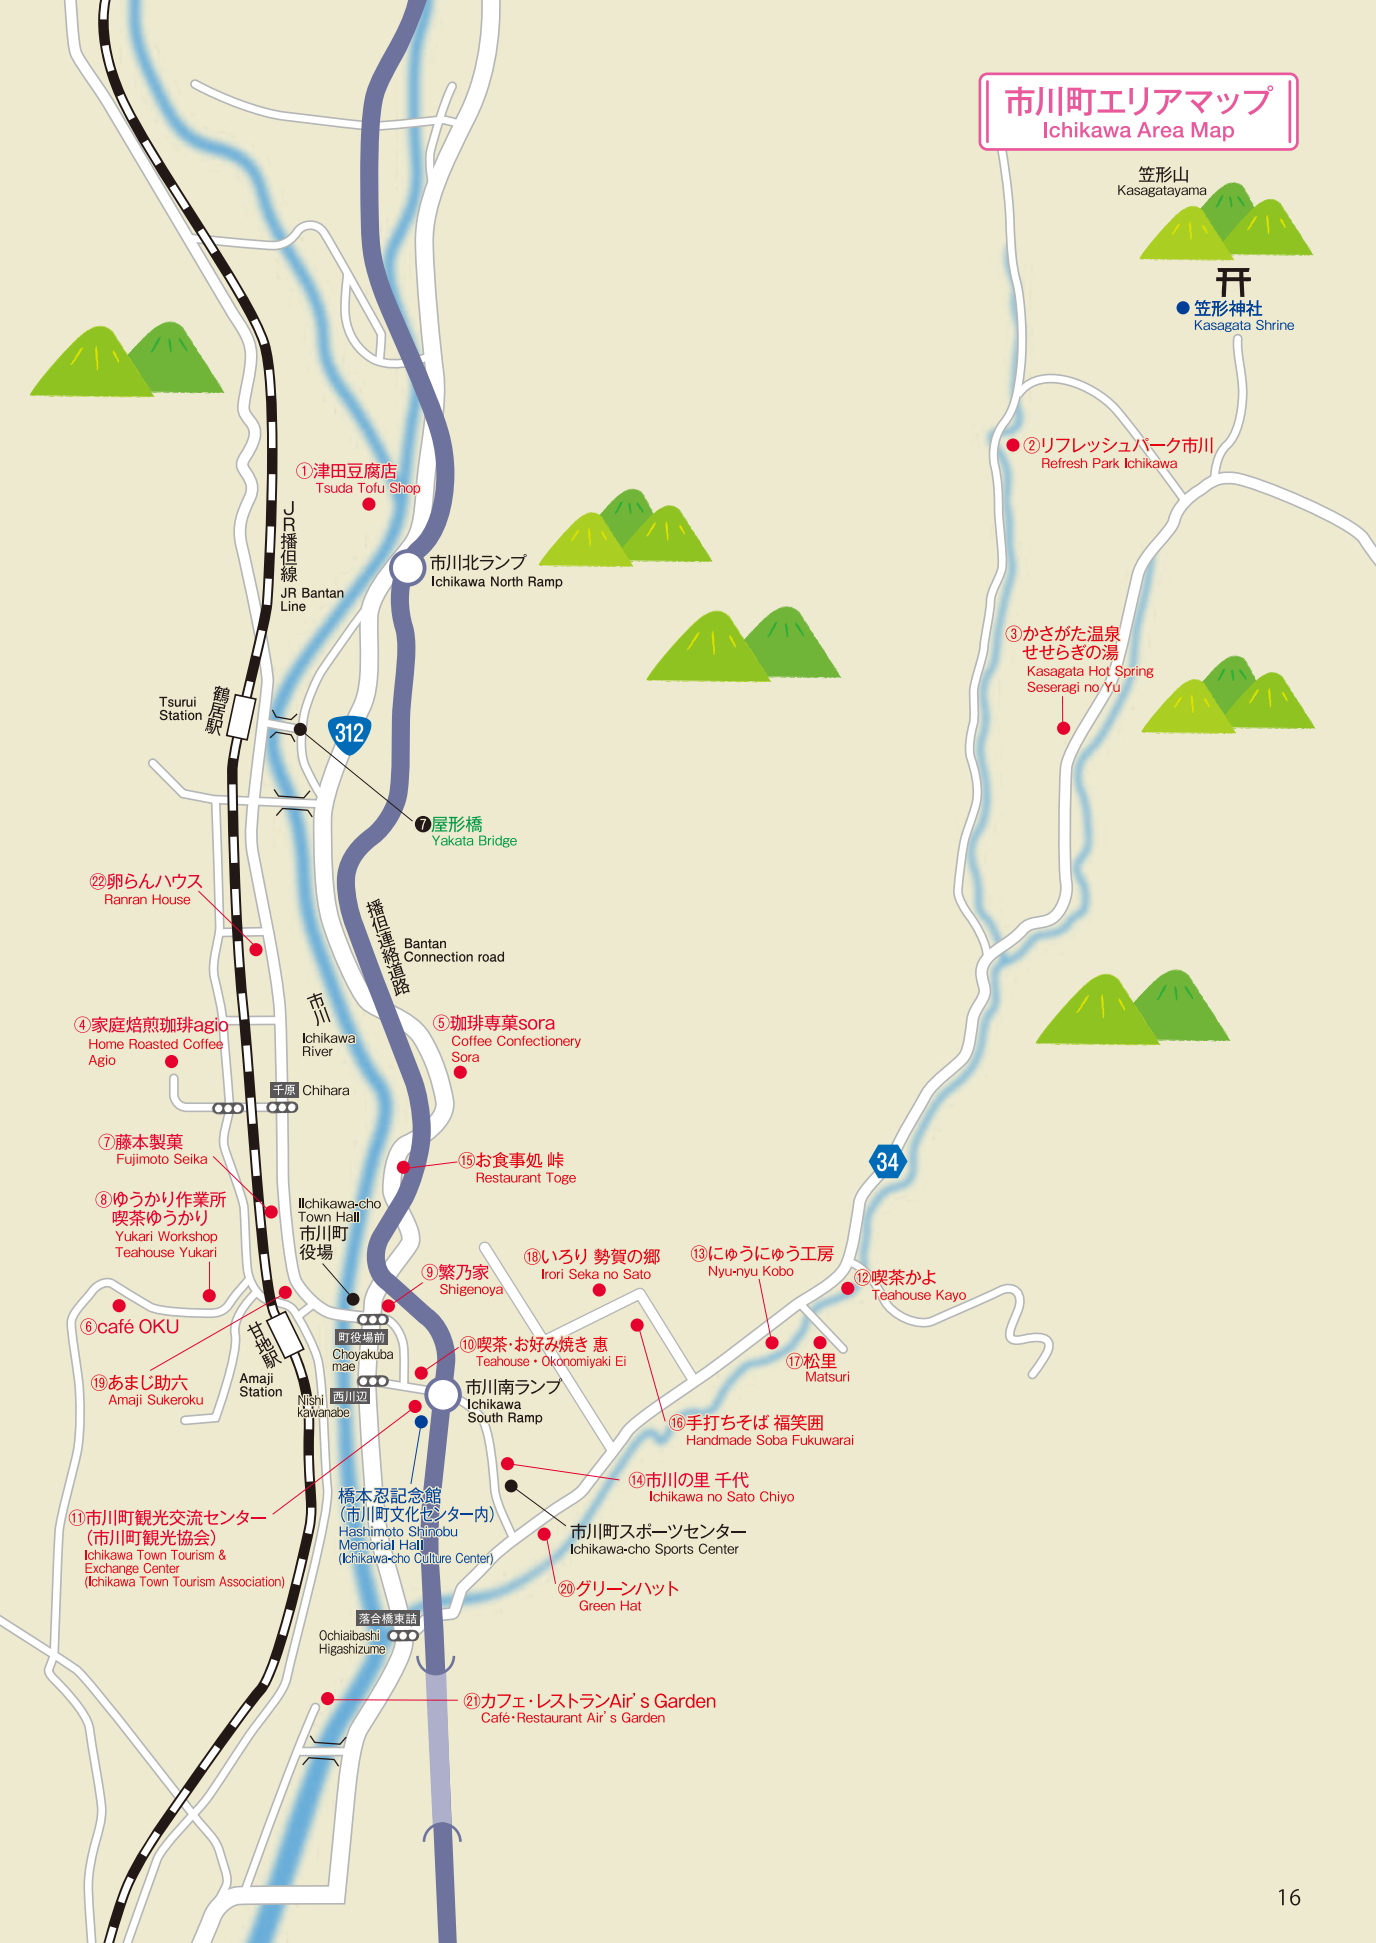 市川町エリアマップ
Ichikawa Area Map
笠形山
Kasagatayama
笠形神社
Kasagata Shrine
②リフレッシュパーク市川
Refresh Park Ichikawa
①津田豆腐店
Tsuda Tofu Shop
JR播但線
JR Bantan
Line
市川北ランプ
Ichikawa North Ramp
③かさがた温泉
せせらぎの湯
Kasagata Hot Spring
Seseragi no Yu
Tsurui
Station
鶴居駅
312
❼屋形橋
Yakata Bridge
㉒卵らんハウス
Ranran House
播但連絡道路
Bantan
Connection road
市川
Ichikawa
River
④家庭焙煎珈琲agio
Home Roasted Coffee
Agio
⑤珈琲専菓sora
Coffee Confectionery
Sora
千原
Chihara
⑦藤本製菓
Fujimoto Seika
⑮お食事処 峠
Restaurant Toge
34
⑧ゆうかり作業所
喫茶ゆうかり
Yukari Workshop
Teahouse Yukari
IIchikawa-cho
Town Hall
市川町
役場
⑱いろり 勢賀の郷
Irori Seka no Sato
⑬にゅうにゅう工房
Nyu-nyu Kobo
⑨繁乃家
Shigenoya
⑫喫茶かよ
Teahouse Kayo
⑥café OKU
甘地駅
Amaji
Station
町役場前
Choyakuba
mae
⑩喫茶・お好み焼き 恵
Teahouse・Okonomiyaki Ei
⑰松里
Matsuri
⑲あまじ助六
Amaji Sukeroku
西川辺
Nishi
kawanabe
市川南ランプ
Ichikawa
South Ramp
⑯手打ちそば 福笑囲
Handmade Soba Fukuwarai
⑭市川の里 千代
Ichikawa no Sato Chiyo
橋本忍記念館
（市川町文化センター内）
Hashimoto Shinobu
Memorial Hall
(Ichikawa-cho Culture Center)
⑪市川町観光交流センター
（市川町観光協会）
Ichikawa Town Tourism &
Exchange Center
(Ichikawa Town Tourism Association)
市川町スポーツセンター
Ichikawa-cho Sports Center
⑳グリーンハット
Green Hat
落合橋東詰
Ochiaibashi
Higashizume
㉑カフェ・レストランAir’s Garden
Café・Restaurant Air’s Garden
16